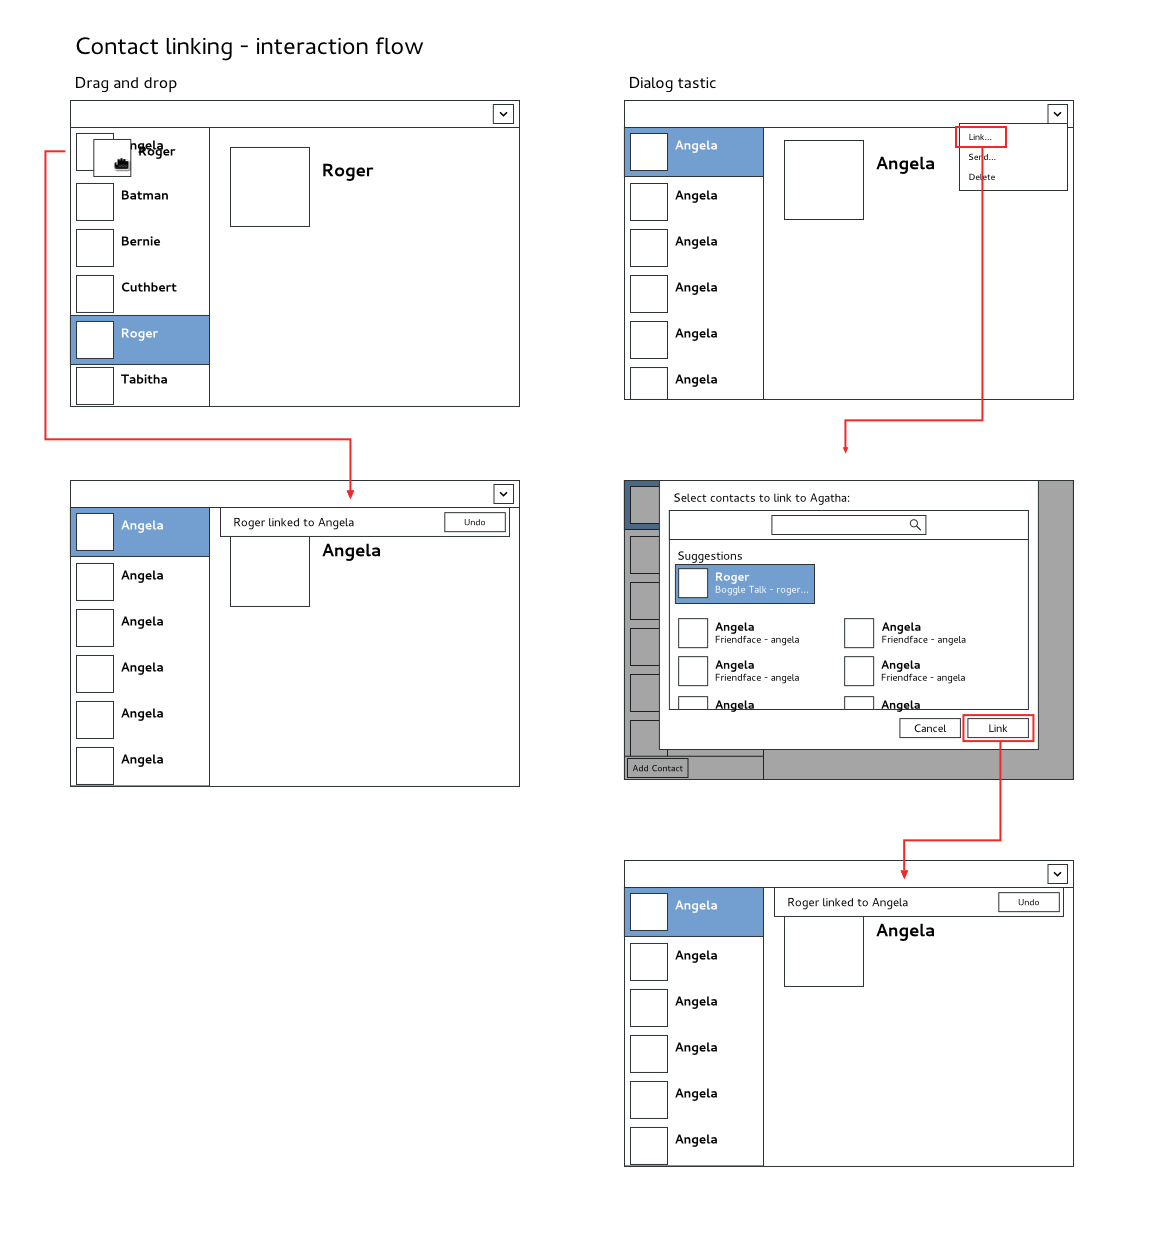 Contact linking - interaction flow
Drag and drop
Angela
Roger
Roger
Batman
Bernie
Cuthbert
Roger
Tabitha
Roger linked to Angela
Undo
Angela
Angela
Angela
Angela
Angela
Angela
Angela
Dialog tastic
Link...
Send...
Delete
Angela
Angela
Angela
Angela
Angela
Angela
Angela
Select contacts to link to Agatha:
Suggestions
Roger
Boggle Talk - roger...
Angela
Friendface - angela
Angela
Friendface - angela
Angela
Friendface - angela
Angela
Friendface - angela
Angela
Angela
Cancel
Link
Add Contact
Roger linked to Angela
Undo
Angela
Angela
Angela
Angela
Angela
Angela
Angela